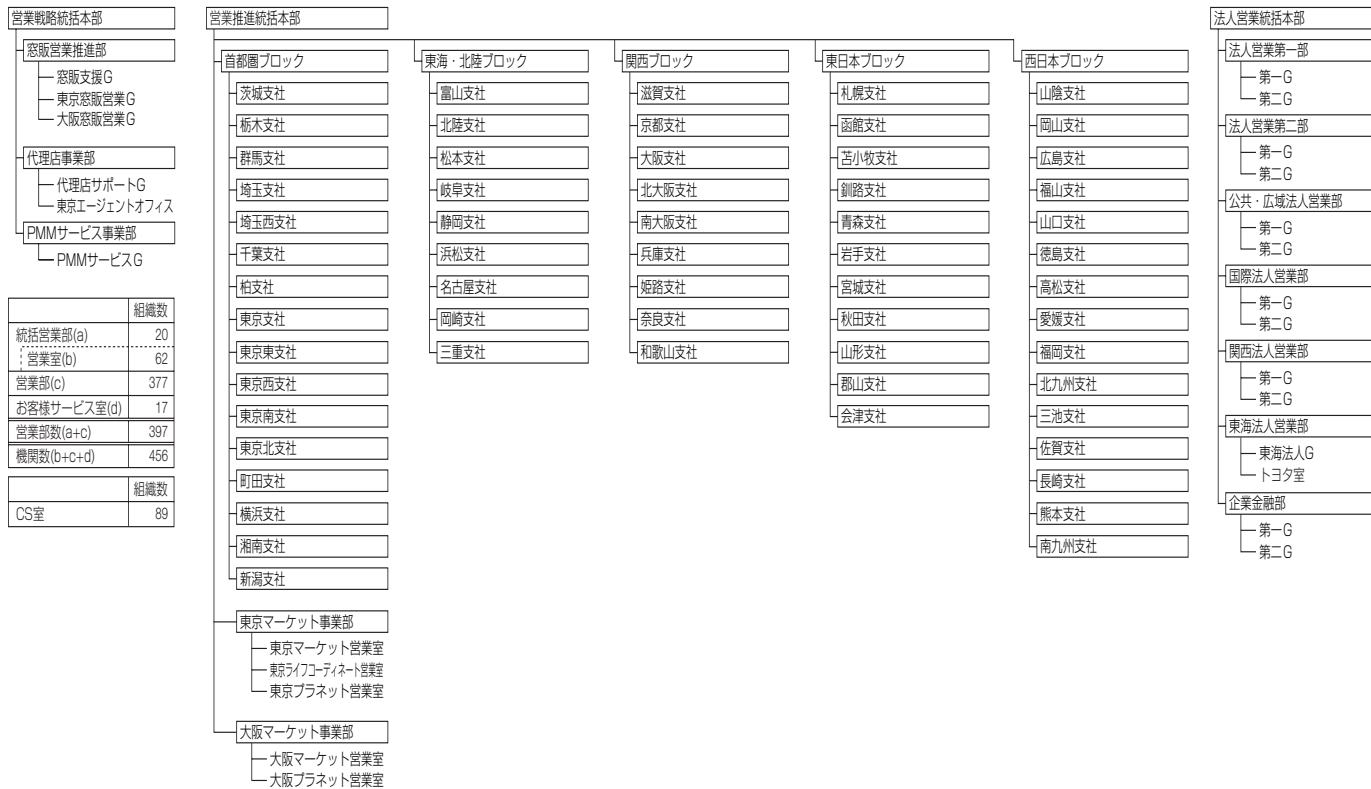 営業戦略統括本部
窓販営業推進部
窓販支援G
東京窓販営業G
大阪窓販営業G
代理店事業部
代理店サポートG
東京エージェントオフィス
PMMサービス事業部
PMMサービスG
組織数
統括営業部(a) 20
営業室(b) 62
営業部(c) 377
お客様サービス室(d) 17
営業部数(a+c) 397
機関数(b+c+d) 456
組織数
CS室 89
営業推進統括本部
首都圏ブロック
茨城支社
栃木支社
群馬支社
埼玉支社
埼玉西支社
千葉支社
柏支社
東京支社
東京東支社
東京西支社
東京南支社
東京北支社
町田支社
横浜支社
湘南支社
新潟支社
東京マーケット事業部
東京マーケット営業室
東京ライフコーディネート営業室
東京プラネット営業室
大阪マーケット事業部
大阪マーケット営業室
大阪プラネット営業室
東海・北陸ブロック
富山支社
北陸支社
松本支社
岐阜支社
静岡支社
浜松支社
名古屋支社
岡崎支社
三重支社
関西ブロック
滋賀支社
京都支社
大阪支社
北大阪支社
南大阪支社
兵庫支社
姫路支社
奈良支社
和歌山支社
東日本ブロック
札幌支社
函館支社
苫小牧支社
釧路支社
青森支社
岩手支社
宮城支社
秋田支社
山形支社
郡山支社
会津支社
西日本ブロック
山陰支社
岡山支社
広島支社
福山支社
山口支社
徳島支社
高松支社
愛媛支社
福岡支社
北九州支社
三池支社
佐賀支社
長崎支社
熊本支社
南九州支社
法人営業統括本部
法人営業第一部
第一G
第二G
法人営業第二部
第一G
第二G
公共・広域法人営業部
第一G
第二G
国際法人営業部
第一G
第二G
関西法人営業部
第一G
第二G
東海法人営業部
東海法人G
トヨタ室
企業金融部
第一G
第二G